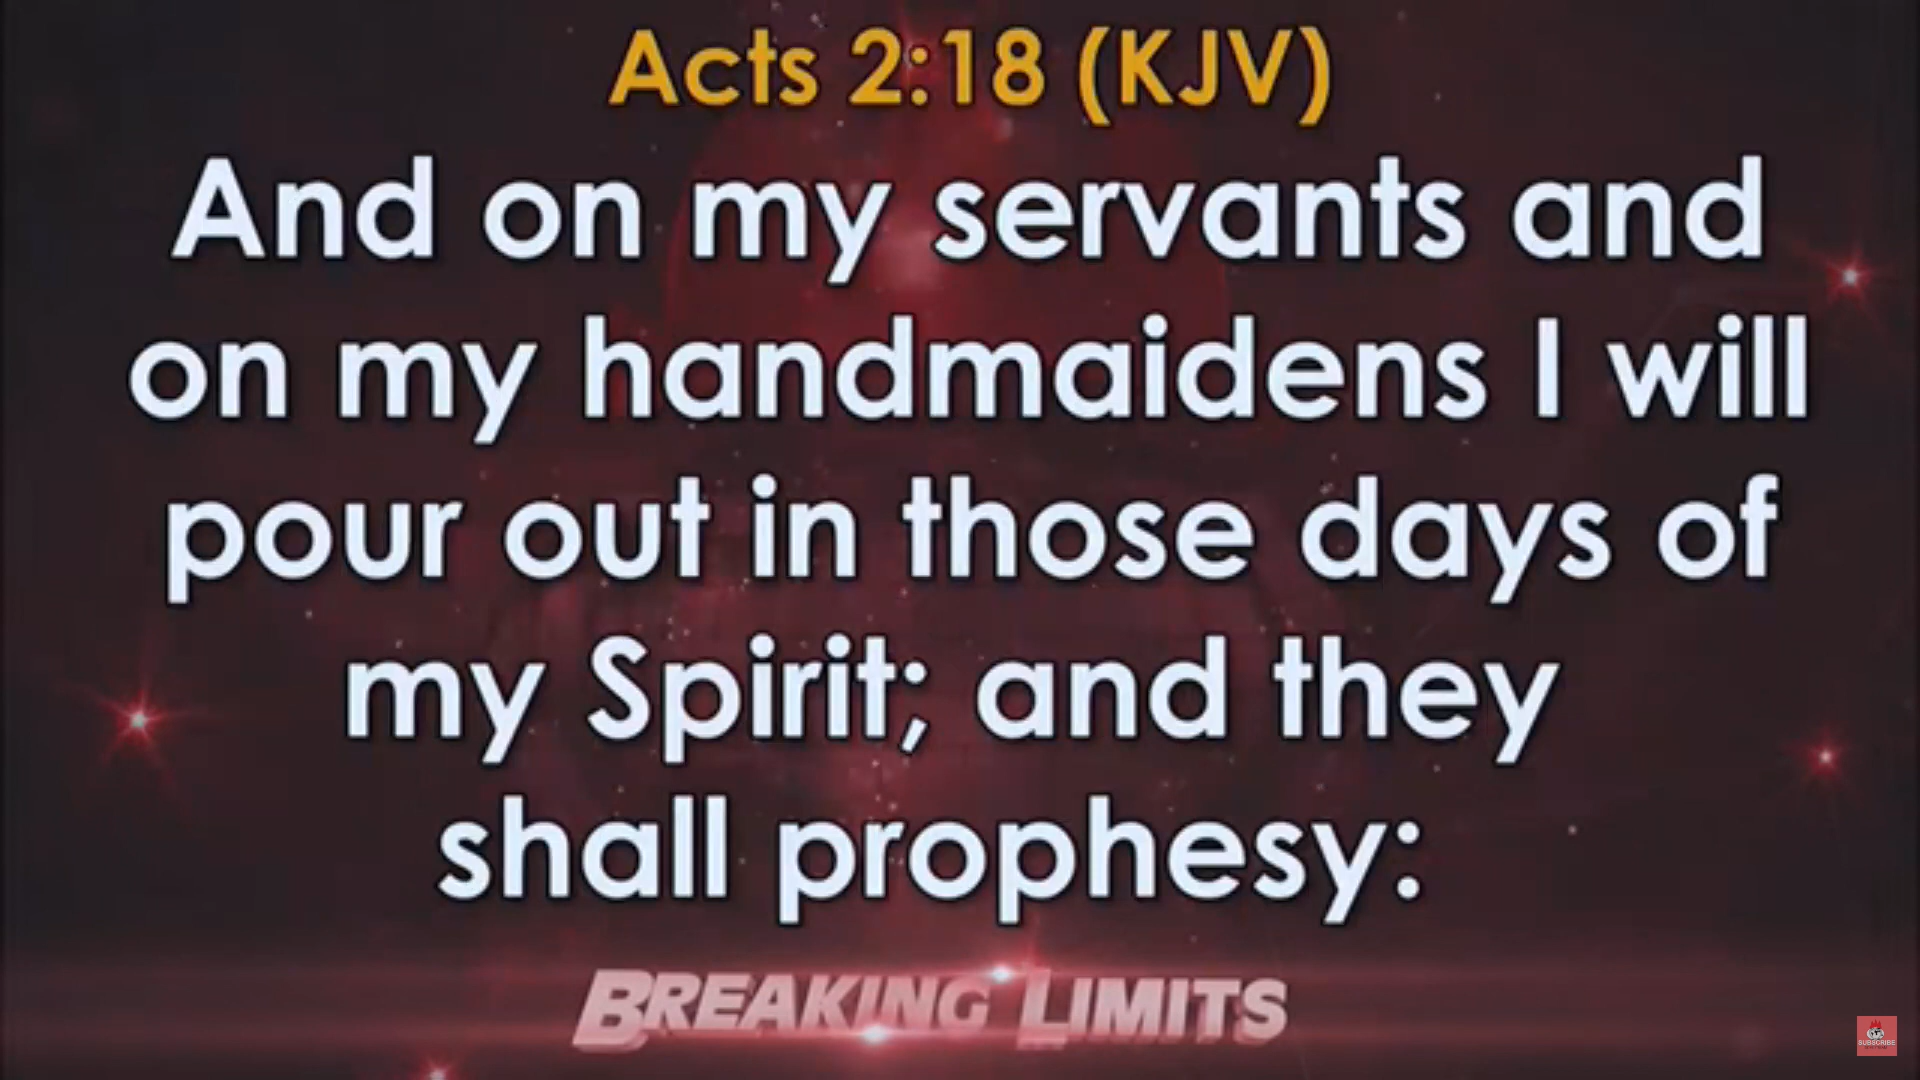 Acts 2:18 (KJV)
And on my servants and
on my handmaidens I will
pour out in those days of
my Spirit; and they
shall prophesy:
BREAKING LIMITS
SUBSCRIBE